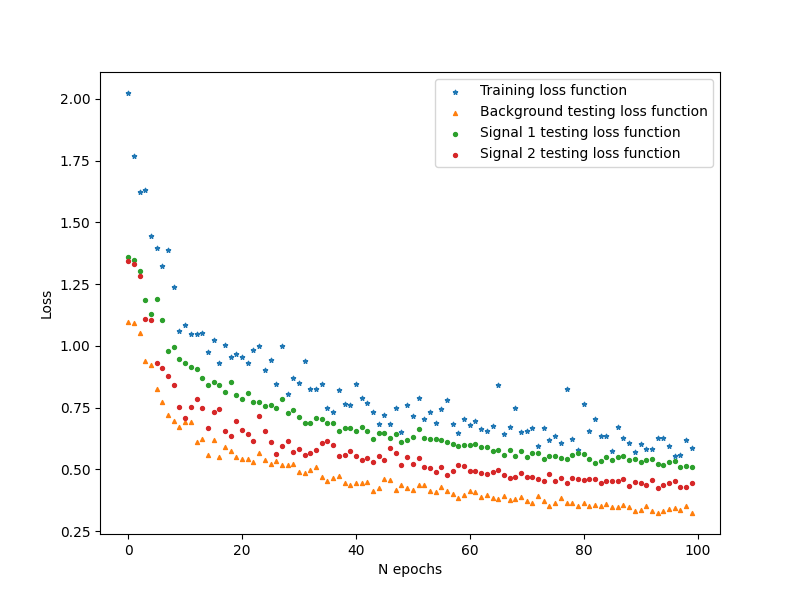 Training loss function
Background testing loss function
Signal 1 testing loss function
Signal 2 testing loss function
2.00
1.75
1.50
1.25
1.00
0.75
0.50
0.25
Loss
0 20 40 60 80 100
N epochs